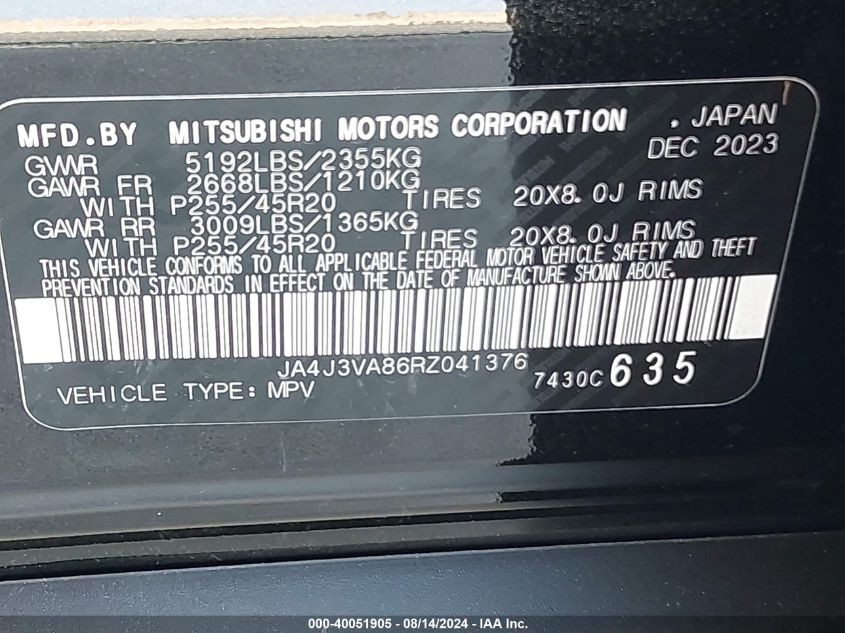 MFD.BY MITSUBISHI MOTORS CORPORATION . JAPAN
GVWR 5192LBS/2355KG DEC 2023
GAWR FR 2668LBS/1210KG
WITH P255/45R20 TIRES 20X8.0J RIMS
GAWR RR 3009LBS/1365KG
WITH P255/45R20 TIRES 20X8.0J RIMS
THIS VEHICLE CONFORMS TO ALL APPLICABLE FEDERAL MOTOR VEHICLE SAFETY AND THEFT
PREVENTION STANDARDS IN EFFECT ON THE DATE OF MANUFACTURE SHOWN ABOVE.
JA4J3VA86RZ041376
7430C 635
VEHICLE TYPE: MPV
000-40051905 - 08/14/2024 - IAA Inc.